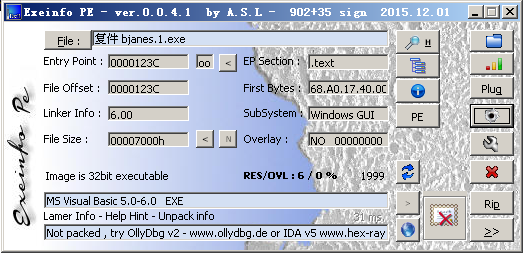 Exeinfo PE - ver.0.0.4.1 by A.S.L - 902+35 sign 2015.12.01
File : 复件 bjanes.1.exe H
Entry Point : 0000123C oo < EP Section : .text
File Offset : 0000123C First Bytes : 68.A0.17.40.00 Plug
Linker Info : 6.00 SubSystem : Windows GUI PE
File Size : 00007000h < N Overlay : NO 00000000
Image is 32bit executable RES/OVL : 6 / 0 % 1999
MS Visual Basic 5.0-6.0 EXE > Rip
Lamer Info - Help Hint - Unpack info 31 ms.
Not packed , try OllyDbg v2 - www.ollydbg.de or IDA v5 www.hex-ray >>
Exeinfo Pe